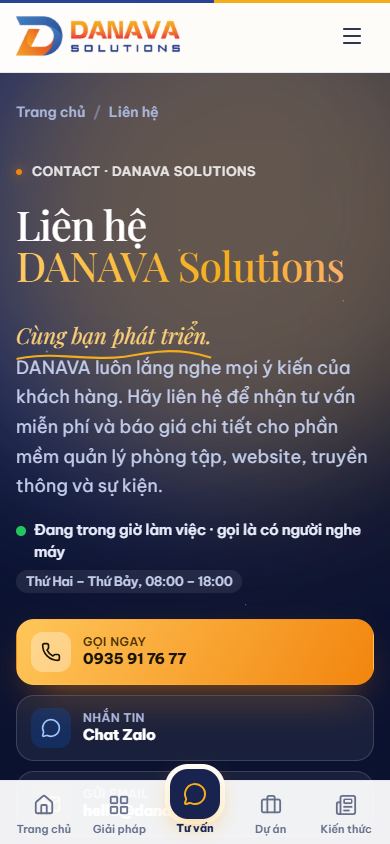 DANAVA
SOLUTIONS
Trang chủ / Liên hệ
CONTACT · DANAVA SOLUTIONS
Liên hệ
DANAVA Solutions
Cùng bạn phát triển.
DANAVA luôn lắng nghe mọi ý kiến của
khách hàng. Hãy liên hệ để nhận tư vấn
miễn phí và báo giá chi tiết cho phần
mềm quản lý phòng tập, website, truyền
thông và sự kiện.
Đang trong giờ làm việc · gọi là có người nghe
máy
Thứ Hai – Thứ Bảy, 08:00 – 18:00
GỌI NGAY
0935 91 76 77
NHẮN TIN
Chat Zalo
GỬI EMAIL
Trang chủ
Giải pháp
Tư vấn
Dự án
Kiến thức